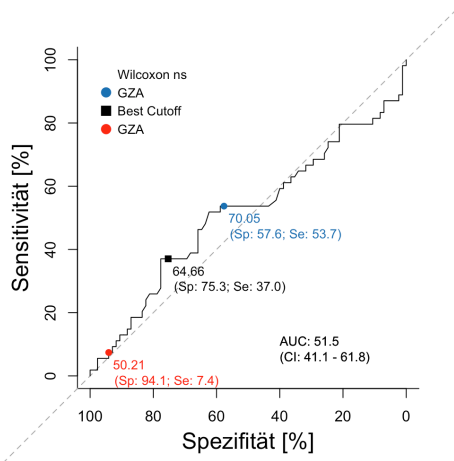 Wilcoxon ns
GZA
Best Cutoff
GZA
Sensitivität [%]
100
80
60
40
20
0
70.05
(Sp: 57.6; Se: 53.7)
64,66
(Sp: 75.3; Se: 37.0)
50.21
(Sp: 94.1; Se: 7.4)
AUC: 51.5
(CI: 41.1 - 61.8)
100 80 60 40 20 0
Spezifität [%]